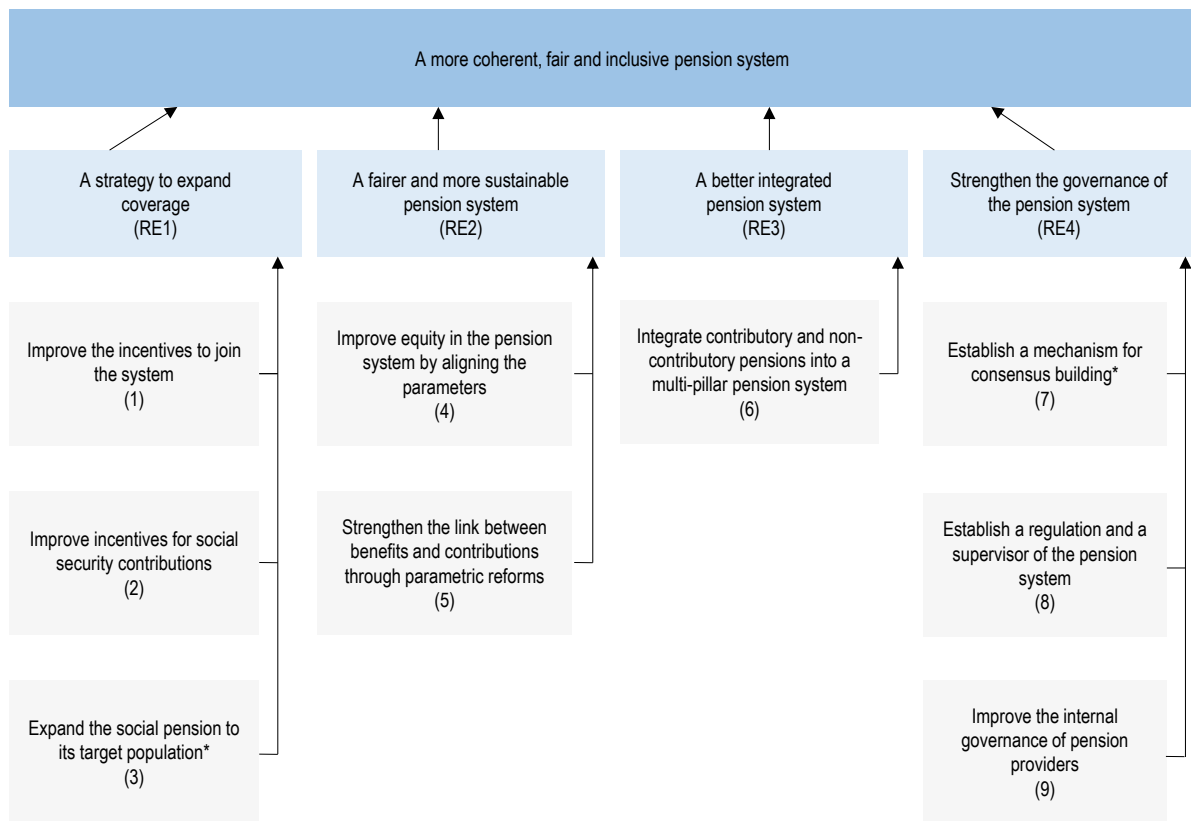 A more coherent, fair and inclusive pension system
A strategy to expand
coverage
(RE1)
A fairer and more sustainable
pension system
(RE2)
A better integrated
pension system
(RE3)
Strengthen the governance of
the pension system
(RE4)
Improve the incentives to join
the system
(1)
Improve equity in the pension
system by aligning the
parameters
(4)
Integrate contributory and non-
contributory pensions into a
multi-pillar pension system
(6)
Establish a mechanism for
consensus building*
(7)
Improve incentives for social
security contributions
(2)
Strengthen the link between
benefits and contributions
through parametric reforms
(5)
Establish a regulation and a
supervisor of the pension
system
(8)
Expand the social pension to
its target population*
(3)
Improve the internal
governance of pension
providers
(9)